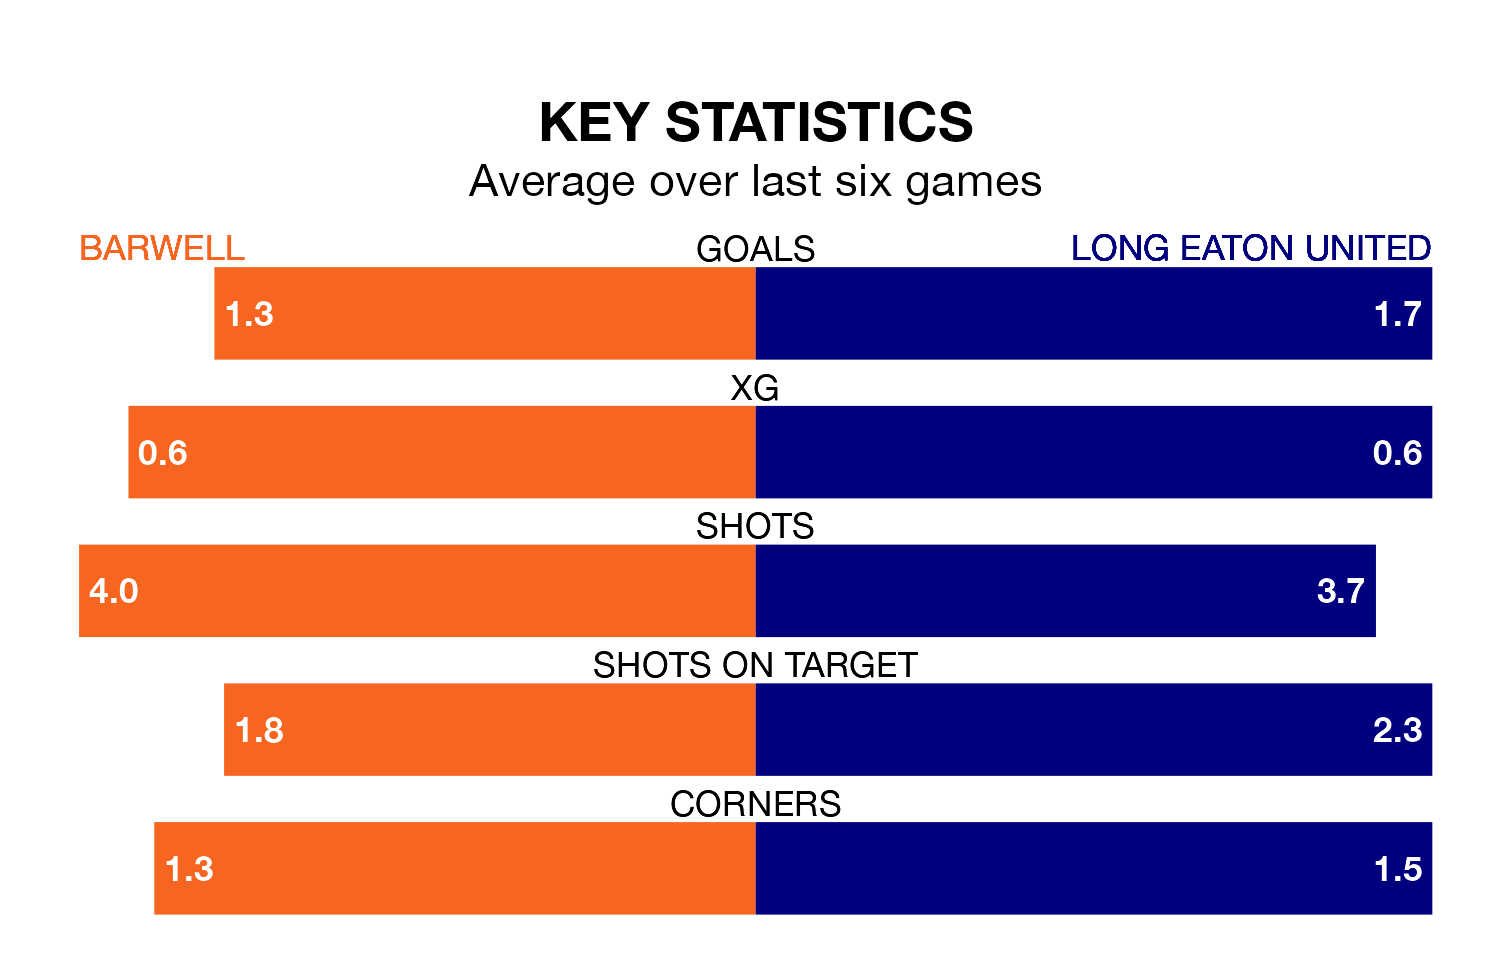 KEY STATISTICS
Average over last six games
BARWELL GOALS LONG EATON UNITED
1.3 1.7
XG
0.6 0.6
SHOTS
4.0 3.7
SHOTS ON TARGET
1.8 2.3
CORNERS
1.3 1.5